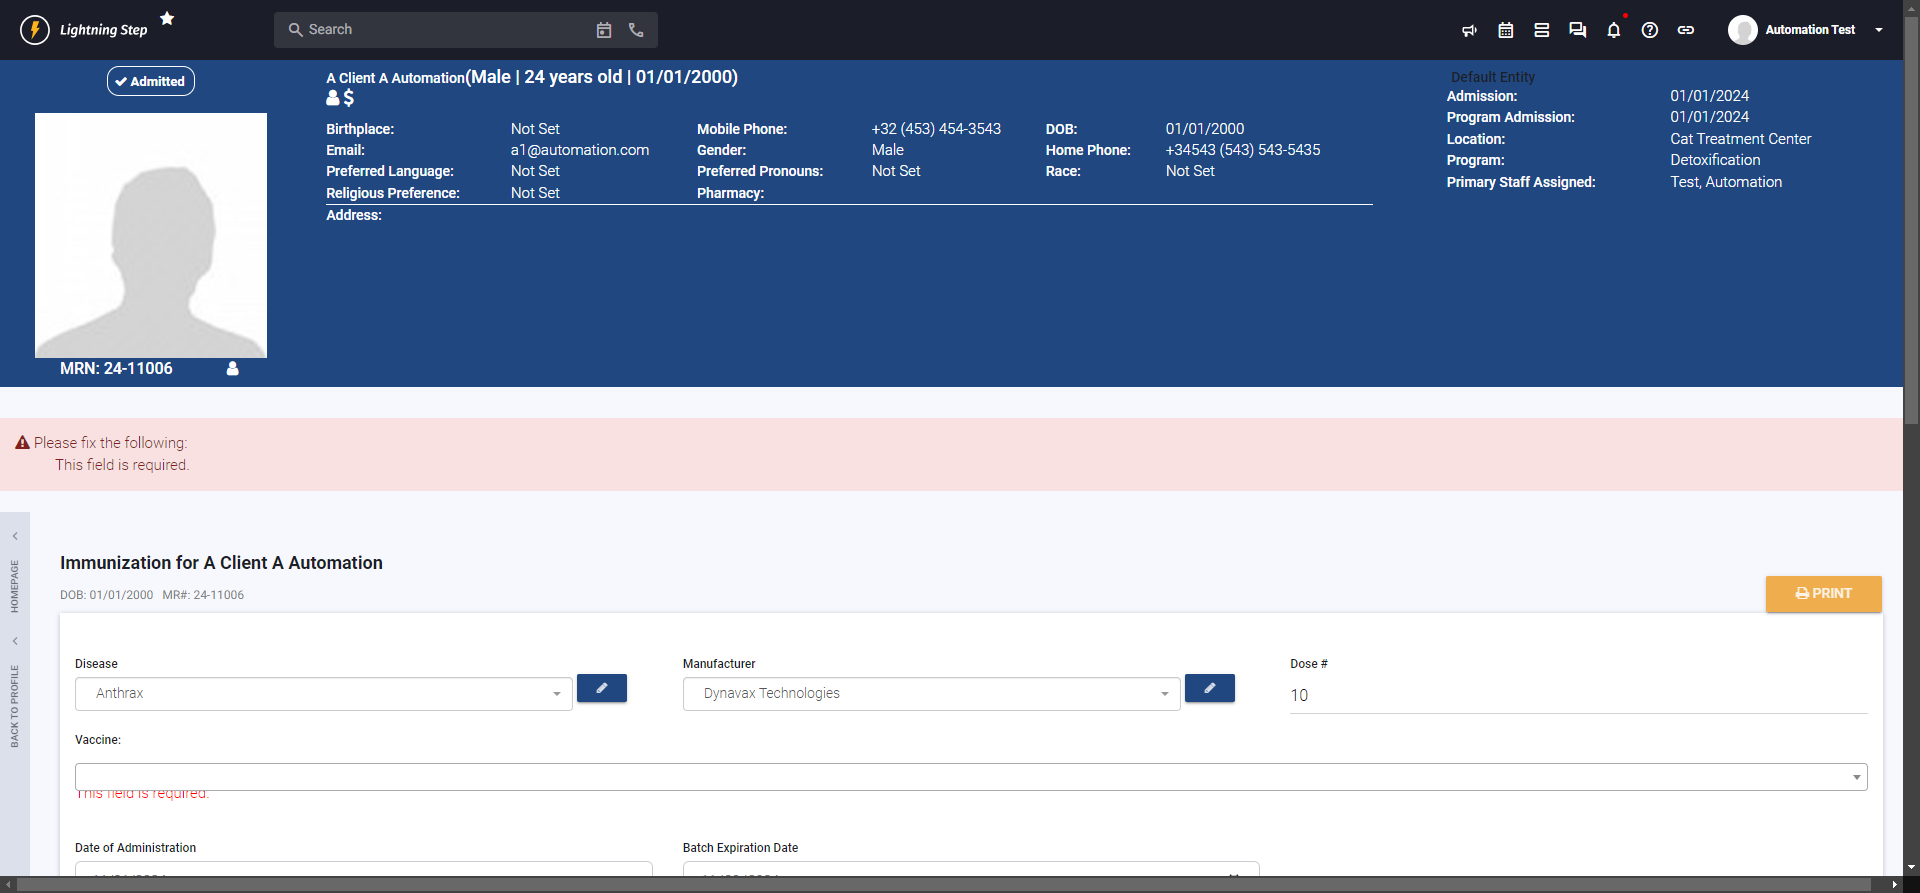 Lightning Step
Search
Automation Test
Admitted
A Client A Automation(Male | 24 years old | 01/01/2000)
$
Default Entity
Admission: 01/01/2024
Program Admission: 01/01/2024
Location: Cat Treatment Center
Program: Detoxification
Primary Staff Assigned: Test, Automation
Birthplace: Not Set Mobile Phone: +32 (453) 454-3543 DOB: 01/01/2000
Email: a1@automation.com Gender: Male Home Phone: +34543 (543) 543-5435
Preferred Language: Not Set Preferred Pronouns: Not Set Race: Not Set
Religious Preference: Not Set Pharmacy:
Address:
MRN: 24-11006
Please fix the following:
This field is required.
HOMEPAGE
BACK TO PROFILE
Immunization for A Client A Automation
DOB: 01/01/2000 MR#: 24-11006
PRINT
Disease Manufacturer Dose #
Anthrax Dynavax Technologies 10
Vaccine:
This field is required.
Date of Administration Batch Expiration Date